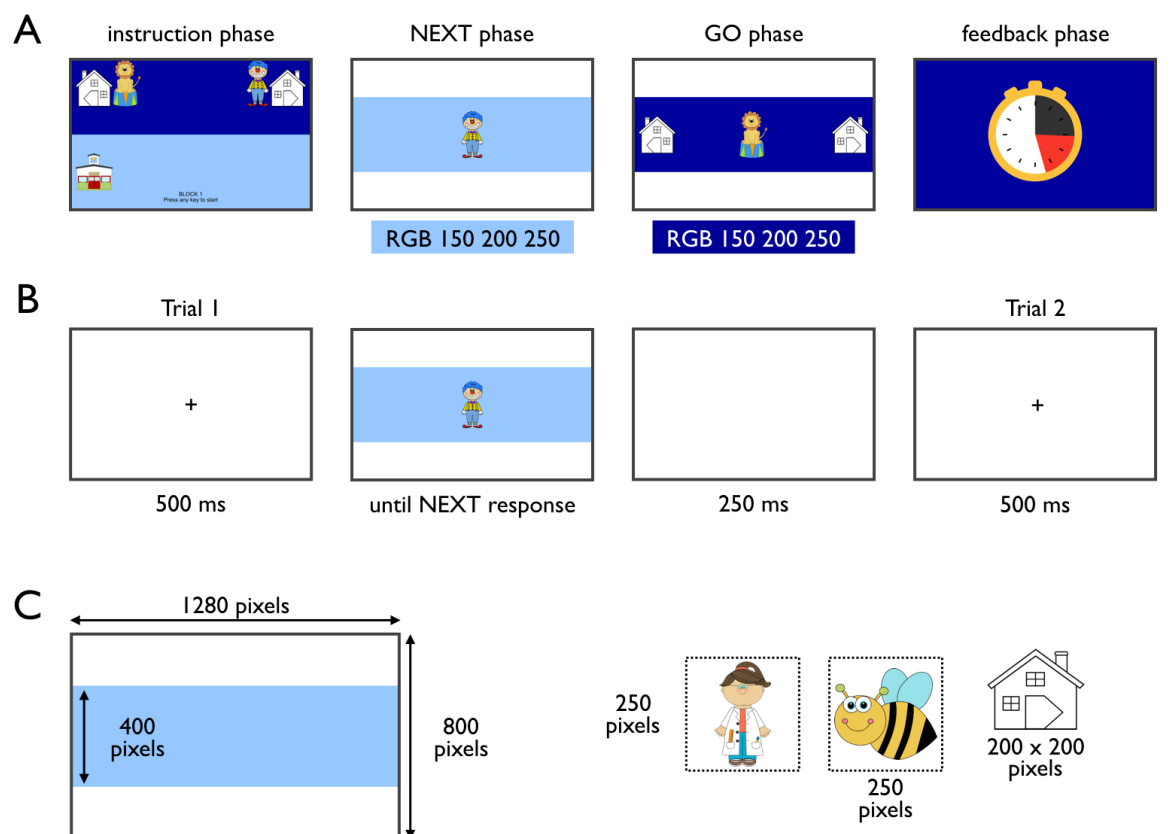 A
instruction phase
NEXT phase
GO phase
feedback phase
BLOCK 1
Press any key to start
RGB 150 200 250
RGB 150 200 250
B
Trial 1
Trial 2
+
+
500 ms
until NEXT response
250 ms
500 ms
C
1280 pixels
400
pixels
800
pixels
250
pixels
250
pixels
200 x 200
pixels